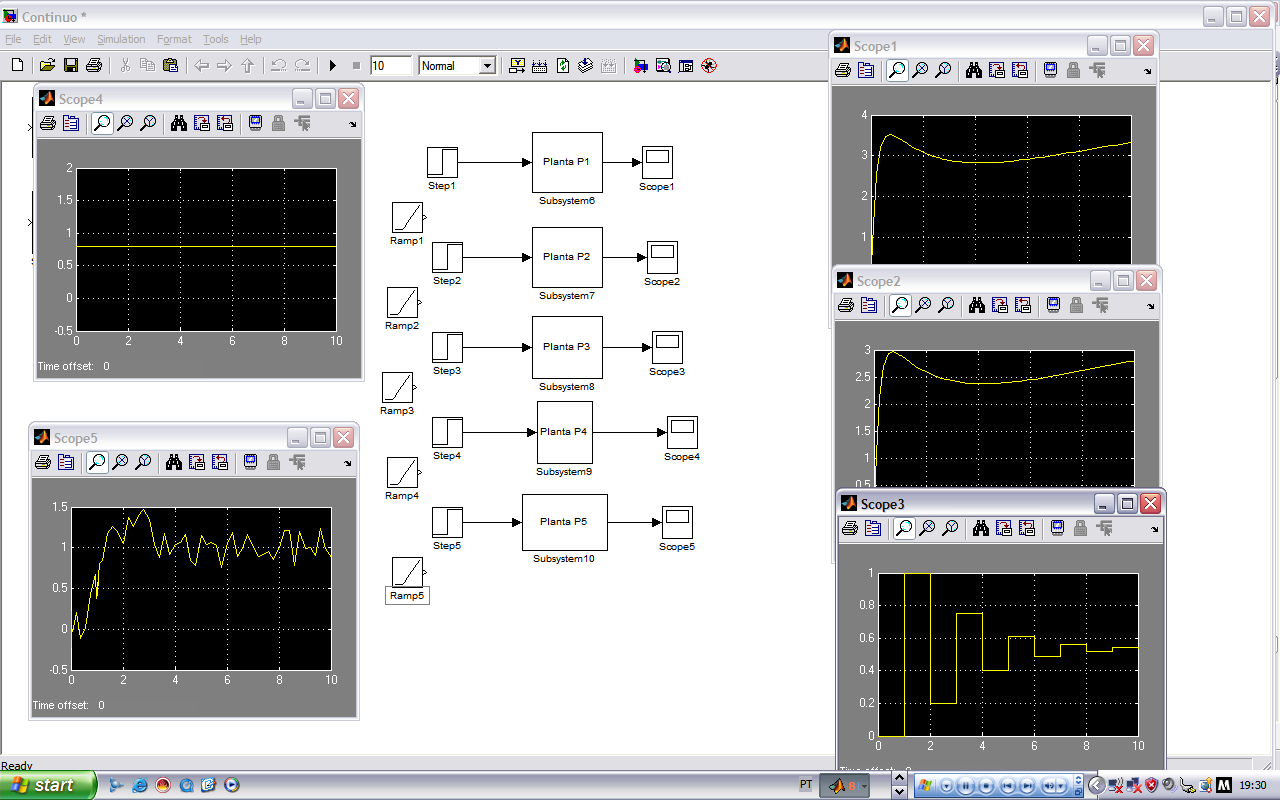 Continuo *
File Edit View Simulation Format Tools Help
10 Normal
Scope4
2
1.5
1
0.5
0
-0.5
0 2 4 6 8 10
Time offset: 0
Scope5
1.5
1
0.5
0
-0.5
0 2 4 6 8 10
Time offset: 0
Step1
Planta P1
Subsystem6
Scope1
Ramp1
Step2
Planta P2
Subsystem7
Scope2
Ramp2
Step3
Planta P3
Subsystem8
Scope3
Ramp3
Step4
Planta P4
Subsystem9
Scope4
Ramp4
Step5
Planta P5
Subsystem10
Scope5
Ramp5
Scope1
4
3
2
1
Scope2
3
2.5
2
1.5
1
0.5
Scope3
1
0.8
0.6
0.4
0.2
0
0 2 4 6 8 10
Time offset: 0
Ready
start
PT
19:30